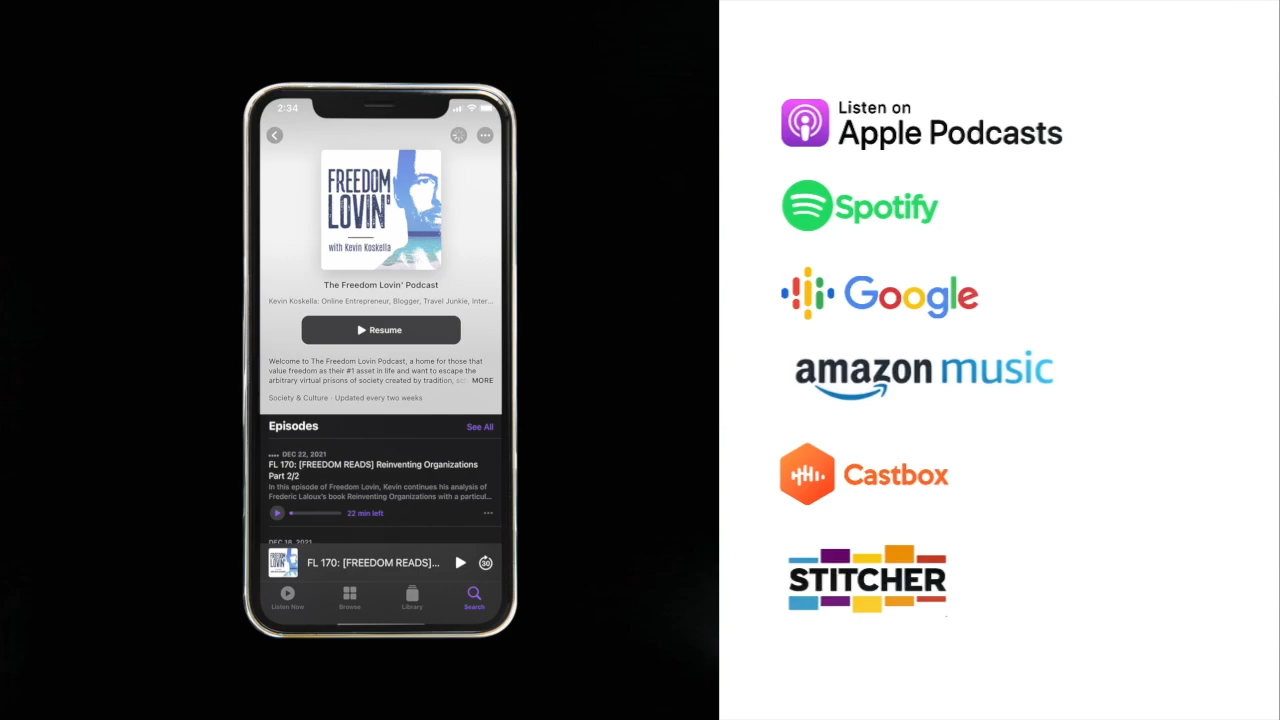 2:34
FREEDOM
LOVIN'
with Kevin Koskella
The Freedom Lovin' Podcast
Kevin Koskella: Online Entrepreneur, Blogger, Travel Junkie, Inter...
Resume
Welcome to The Freedom Lovin Podcast, a home for those that
value freedom as their #1 asset in life and want to escape the
arbitrary virtual prisons of society created by tradition, MORE
Society & Culture · Updated every two weeks
Episodes
See All
DEC 22, 2021
FL 170: [FREEDOM READS] Reinventing Organizations
Part 2/2
In this episode of Freedom Lovin, Kevin continues his analysis of
Frederic Laloux's book Reinventing Organizations with a particul...
22 min left
FREEDOM
LOVIN'
FL 170: [FREEDOM READS]...
30
Listen Now
Browse
Library
Search
Listen on
Apple Podcasts
Spotify
Google
amazon music
Castbox
STITCHER